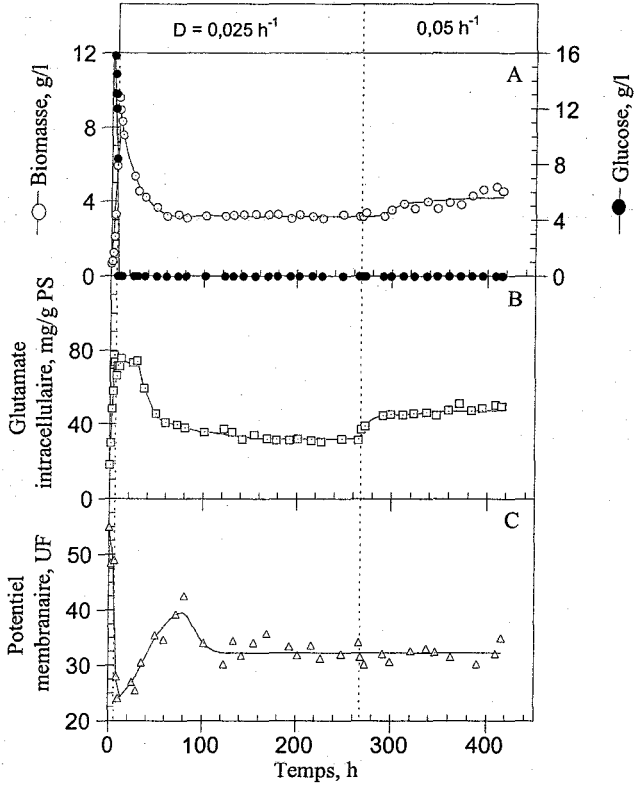 D = 0,025 h-1
0,05 h-1
12
8
4
0
Biomasse, g/l
A
16
12
8
4
0
Glucose, g/l
B
80
40
0
Glutamate
intracellulaire, mg/g PS
C
50
40
30
20
Potentiel
membranaire, UF
0
100
200
300
400
Temps, h